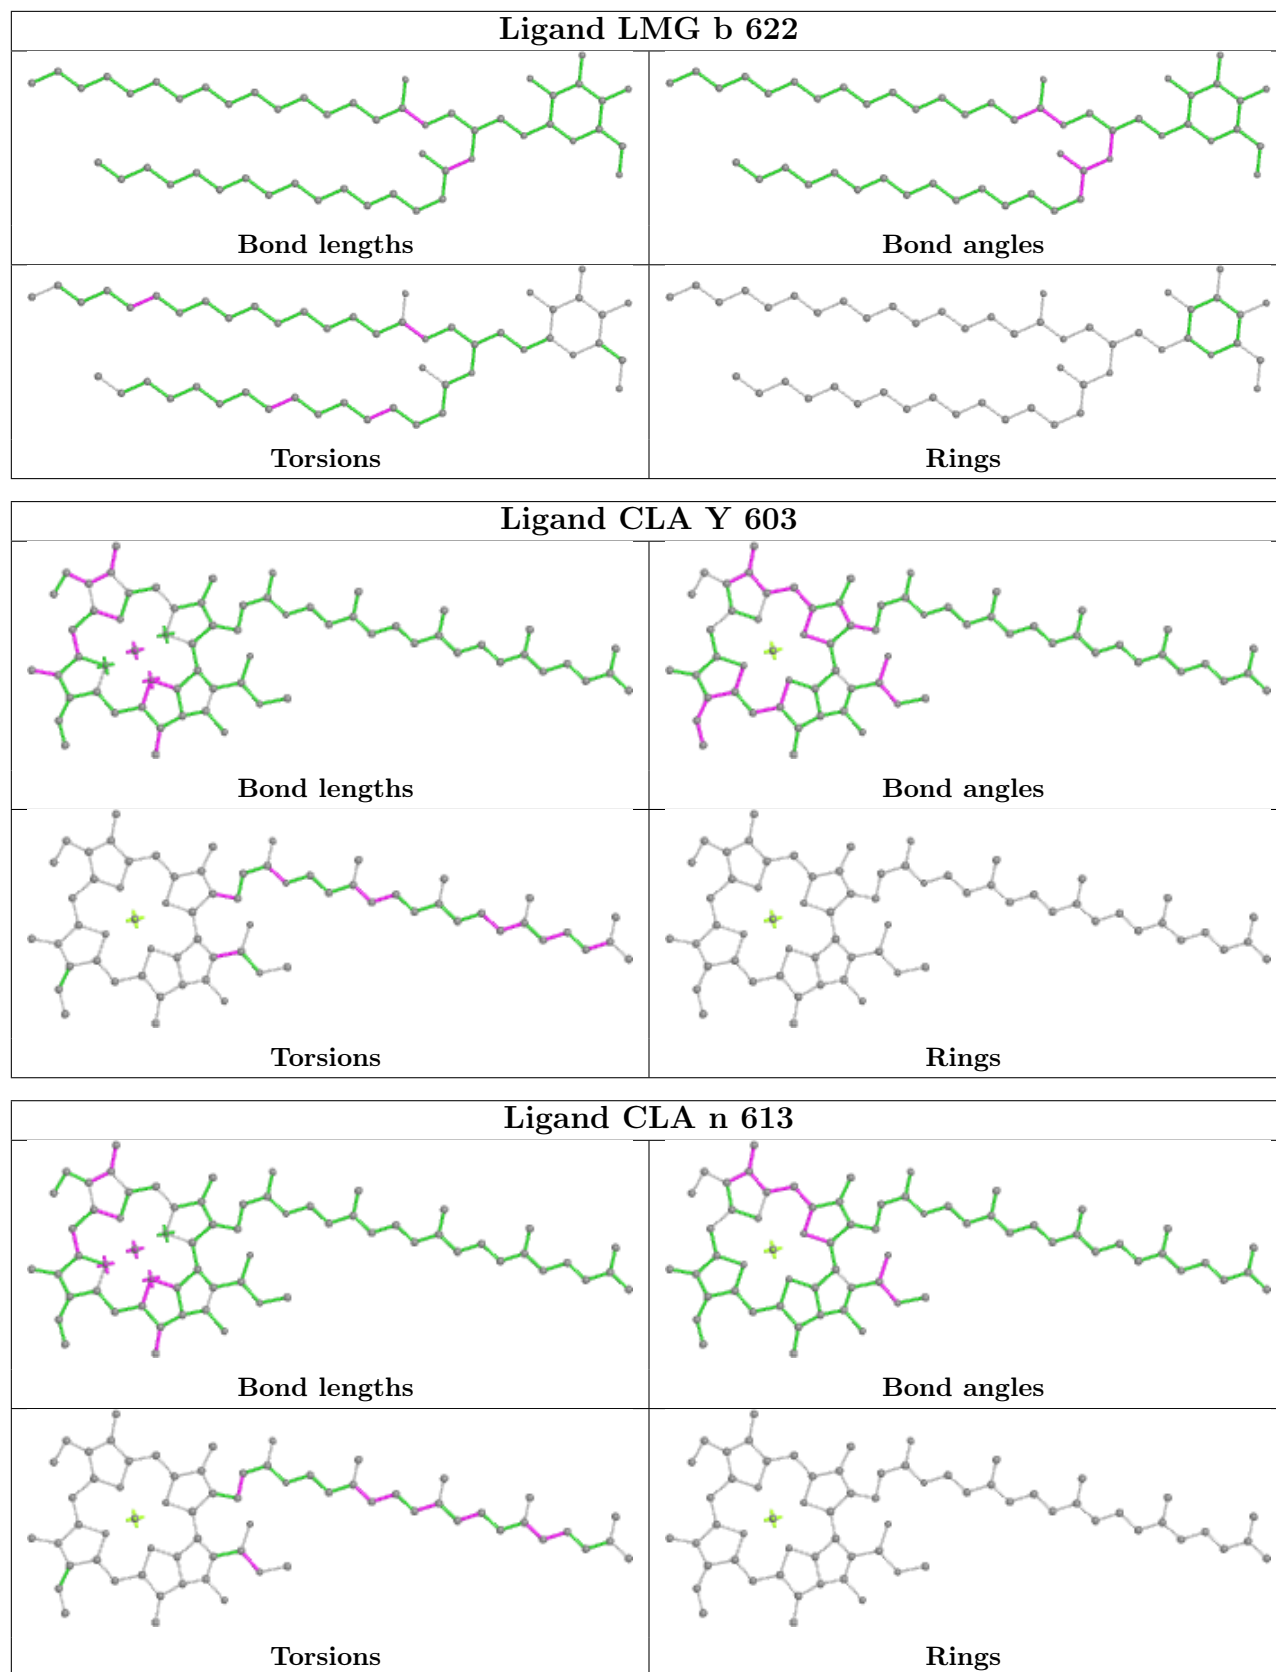 Ligand LMG b 622
Bond lengths
Bond angles
Torsions
Rings
Ligand CLA Y 603
Bond lengths
Bond angles
Torsions
Rings
Ligand CLA n 613
Bond lengths
Bond angles
Torsions
Rings